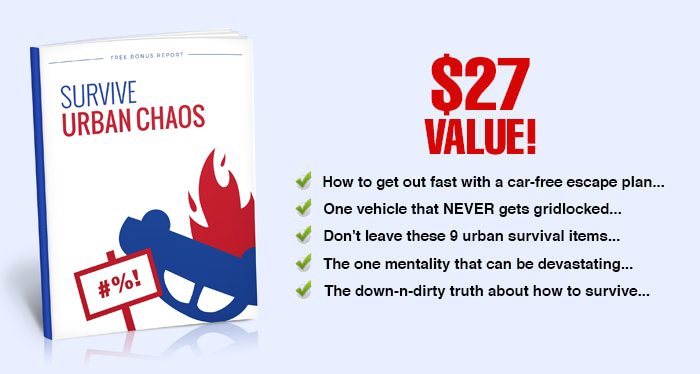 FREE BONUS REPORT
SURVIVE
URBAN CHAOS
#%!
$27
VALUE!
How to get out fast with a car-free escape plan...
One vehicle that NEVER gets gridlocked...
Don't leave these 9 urban survival items...
The one mentality that can be devastating...
The down-n-dirty truth about how to survive...